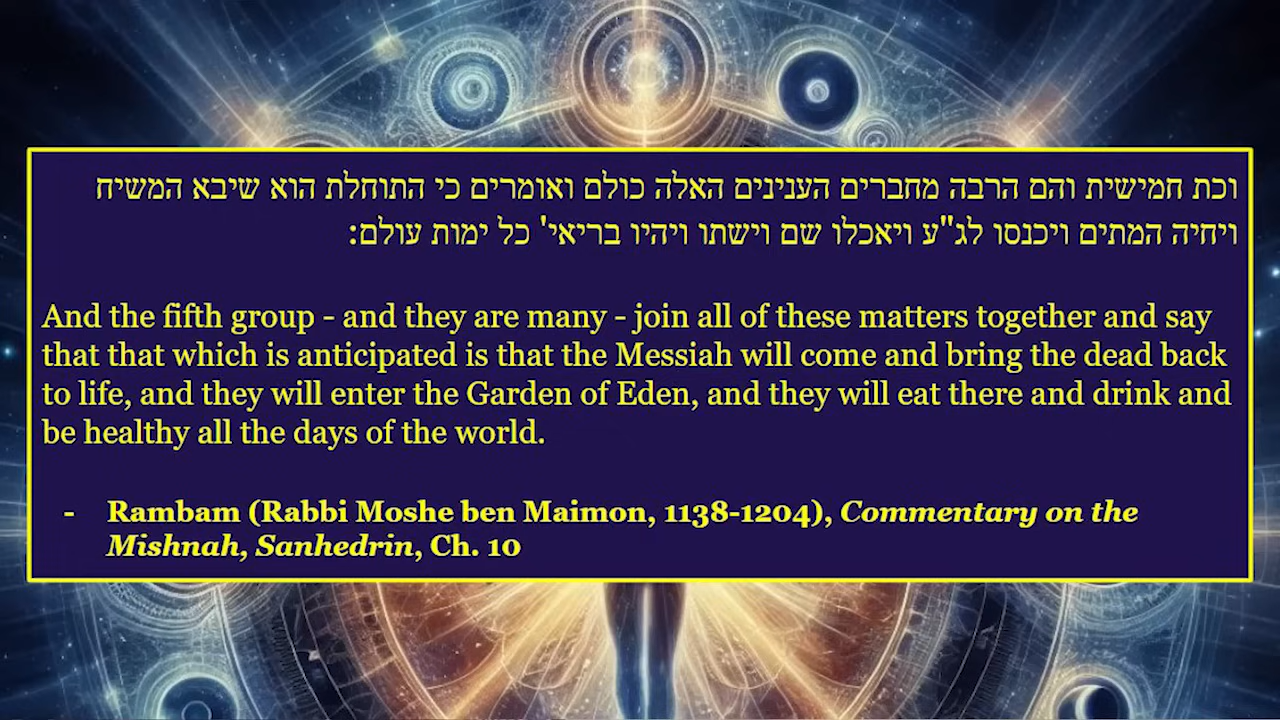 וכת חמישית והם הרבה מחברים הענינים האלה כולם ואומרים כי התוחלת הוא שיבא המשיח
ויחיה המתים ויכנסו לג"ע ויאכלו שם וישתו ויהיו בריאי' כל ימות עולם:
And the fifth group - and they are many - join all of these matters together and say
that that which is anticipated is that the Messiah will come and bring the dead back
to life, and they will enter the Garden of Eden, and they will eat there and drink and
be healthy all the days of the world.
- Rambam (Rabbi Moshe ben Maimon, 1138-1204), Commentary on the
Mishnah, Sanhedrin, Ch. 10